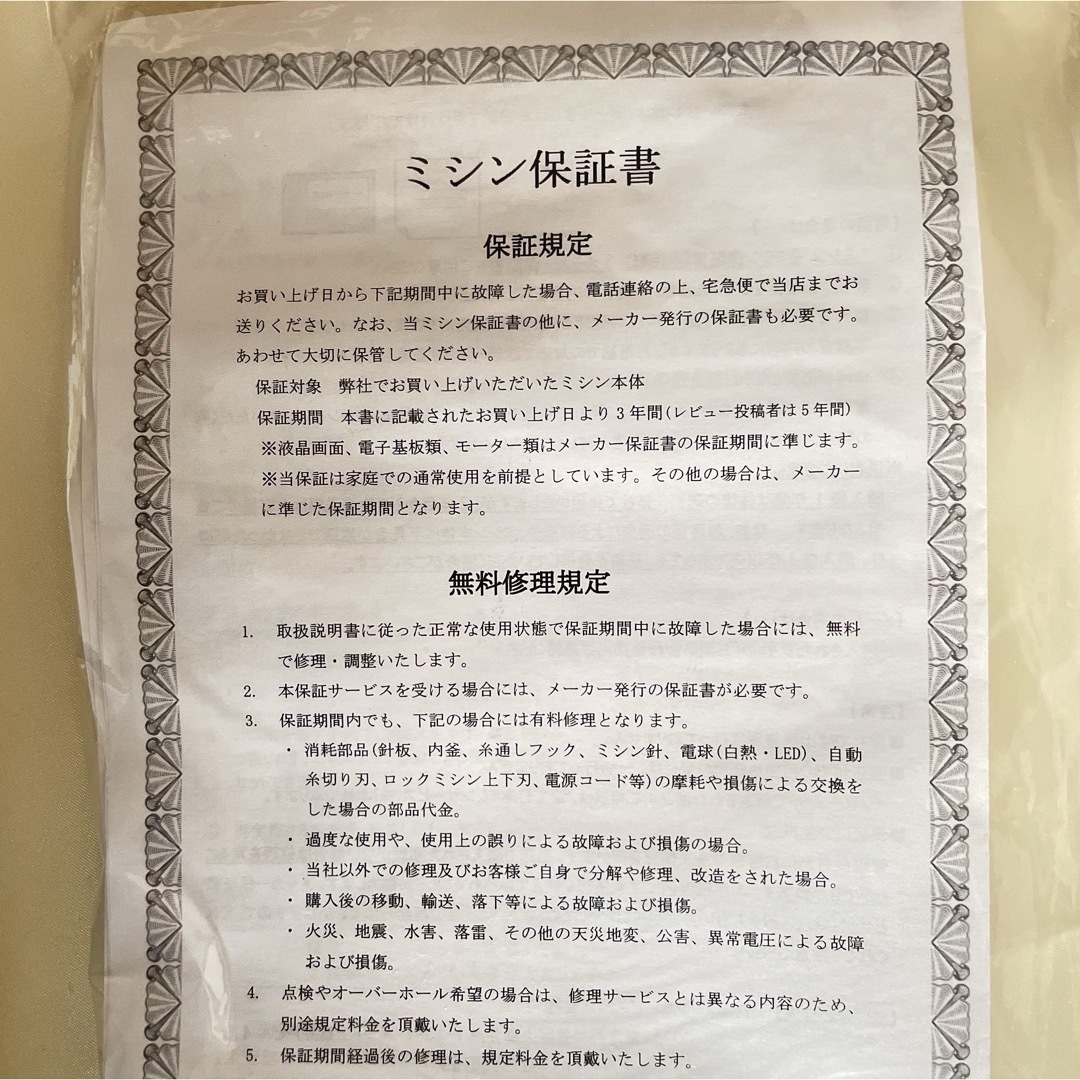 ミシン保証書
保証規定
お買い上げ日から下記期間中に故障した場合、電話連絡の上、宅急便で当店までお
送りください。なお、当ミシン保証書の他に、メーカー発行の保証書も必要です。
あわせて大切に保管してください。
保証対象　弊社でお買い上げいただいたミシン本体
保証期間　本書に記載されたお買い上げ日より3年間(レビュー投稿者は5年間)
※液晶画面、電子基板類、モーター類はメーカー保証書の保証期間に準じます。
※当保証は家庭での通常使用を前提としています。その他の場合は、メーカー
に準じた保証期間となります。
無料修理規定
1.　取扱説明書に従った正常な使用状態で保証期間中に故障した場合には、無料
で修理・調整いたします。
2.　本保証サービスを受ける場合には、メーカー発行の保証書が必要です。
3.　保証期間内でも、下記の場合には有料修理となります。
・消耗部品(針板、内釜、糸通しフック、ミシン針、電球(白熱・LED)、自動
糸切り刃、ロックミシン上下刃、電源コード等)の摩耗や損傷による交換を
した場合の部品代金。
・過度な使用や、使用上の誤りによる故障および損傷の場合。
・当社以外での修理及びお客様ご自身で分解や修理、改造をされた場合。
・購入後の移動、輸送、落下等による故障および損傷。
・火災、地震、水害、落雷、その他の天災地変、公害、異常電圧による故障
および損傷。
4.　点検やオーバーホール希望の場合は、修理サービスとは異なる内容のため、
別途規定料金を頂戴いたします。
5.　保証期間経過後の修理は、規定料金を頂戴いたします。